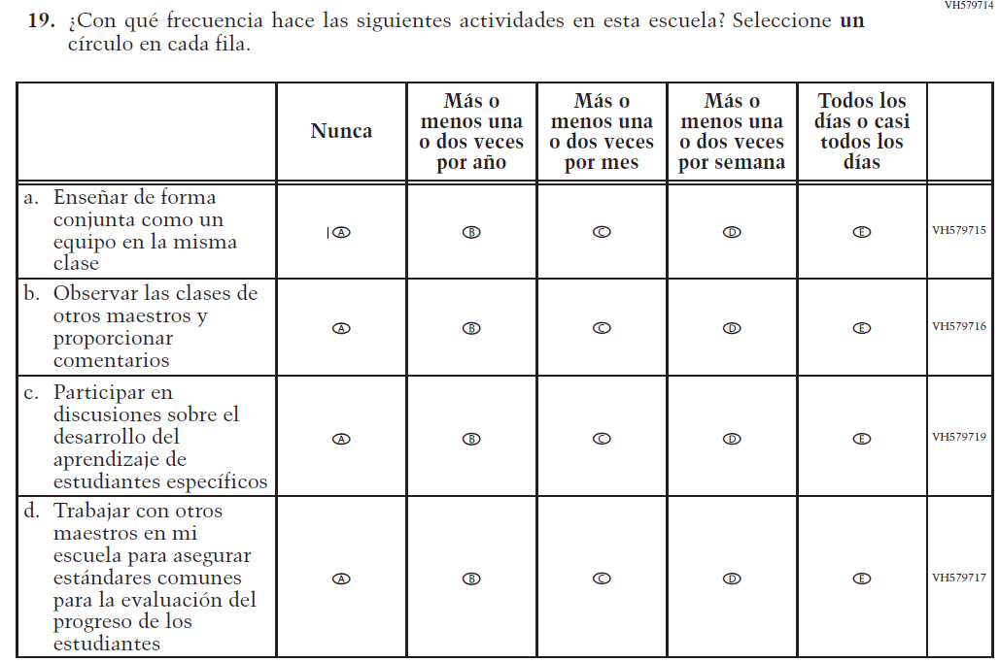 VH579714
19. ¿Con qué frecuencia hace las siguientes actividades en esta escuela? Seleccione un
círculo en cada fila.
Nunca
Más o
menos una
o dos veces
por año
Más o
menos una
o dos veces
por mes
Más o
menos una
o dos veces
por semana
Todos los
días o casi
todos los
días
a. Enseñar de forma
conjunta como un
equipo en la misma
clase
A B C D E VH579715
b. Observar las clases de
otros maestros y
proporcionar
comentarios
A B C D E VH579716
c. Participar en
discusiones sobre el
desarrollo del
aprendizaje de
estudiantes específicos
A B C D E VH579719
d. Trabajar con otros
maestros en mi
escuela para asegurar
estándares comunes
para la evaluación del
progreso de los
estudiantes
A B C D E VH579717